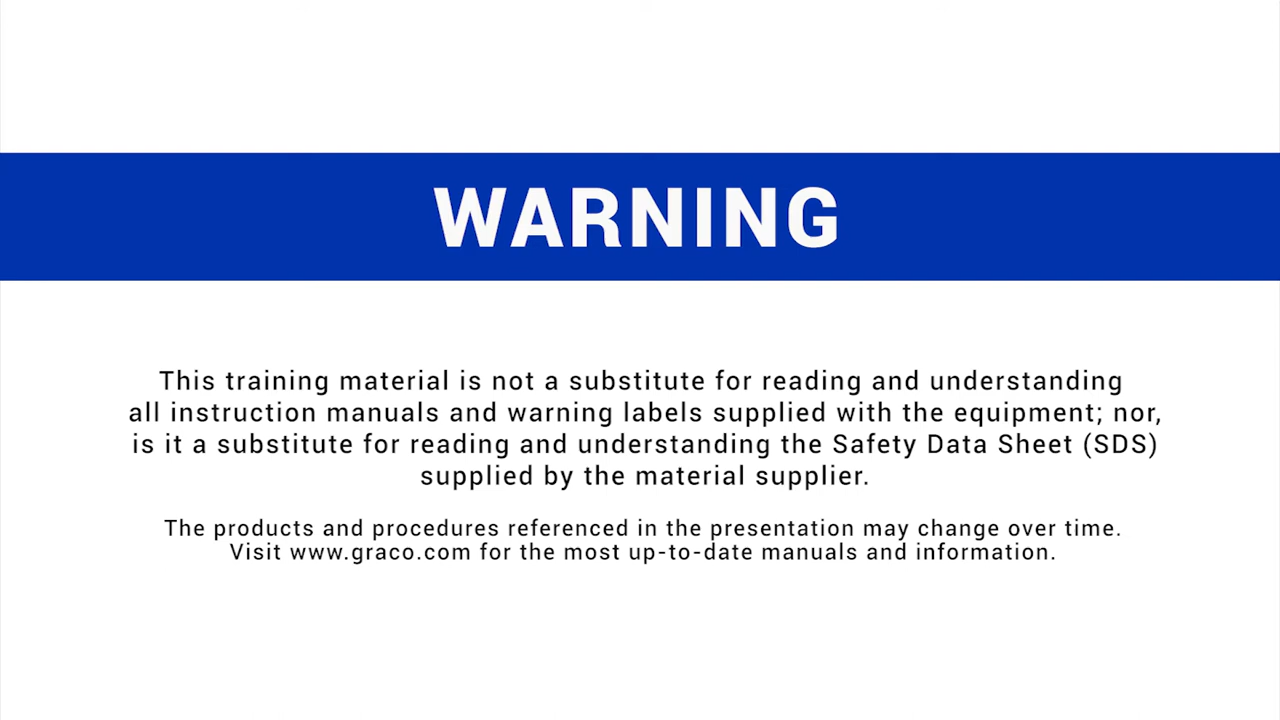 WARNING
This training material is not a substitute for reading and understanding
all instruction manuals and warning labels supplied with the equipment; nor,
is it a substitute for reading and understanding the Safety Data Sheet (SDS)
supplied by the material supplier.
The products and procedures referenced in the presentation may change over time.
Visit www.graco.com for the most up-to-date manuals and information.